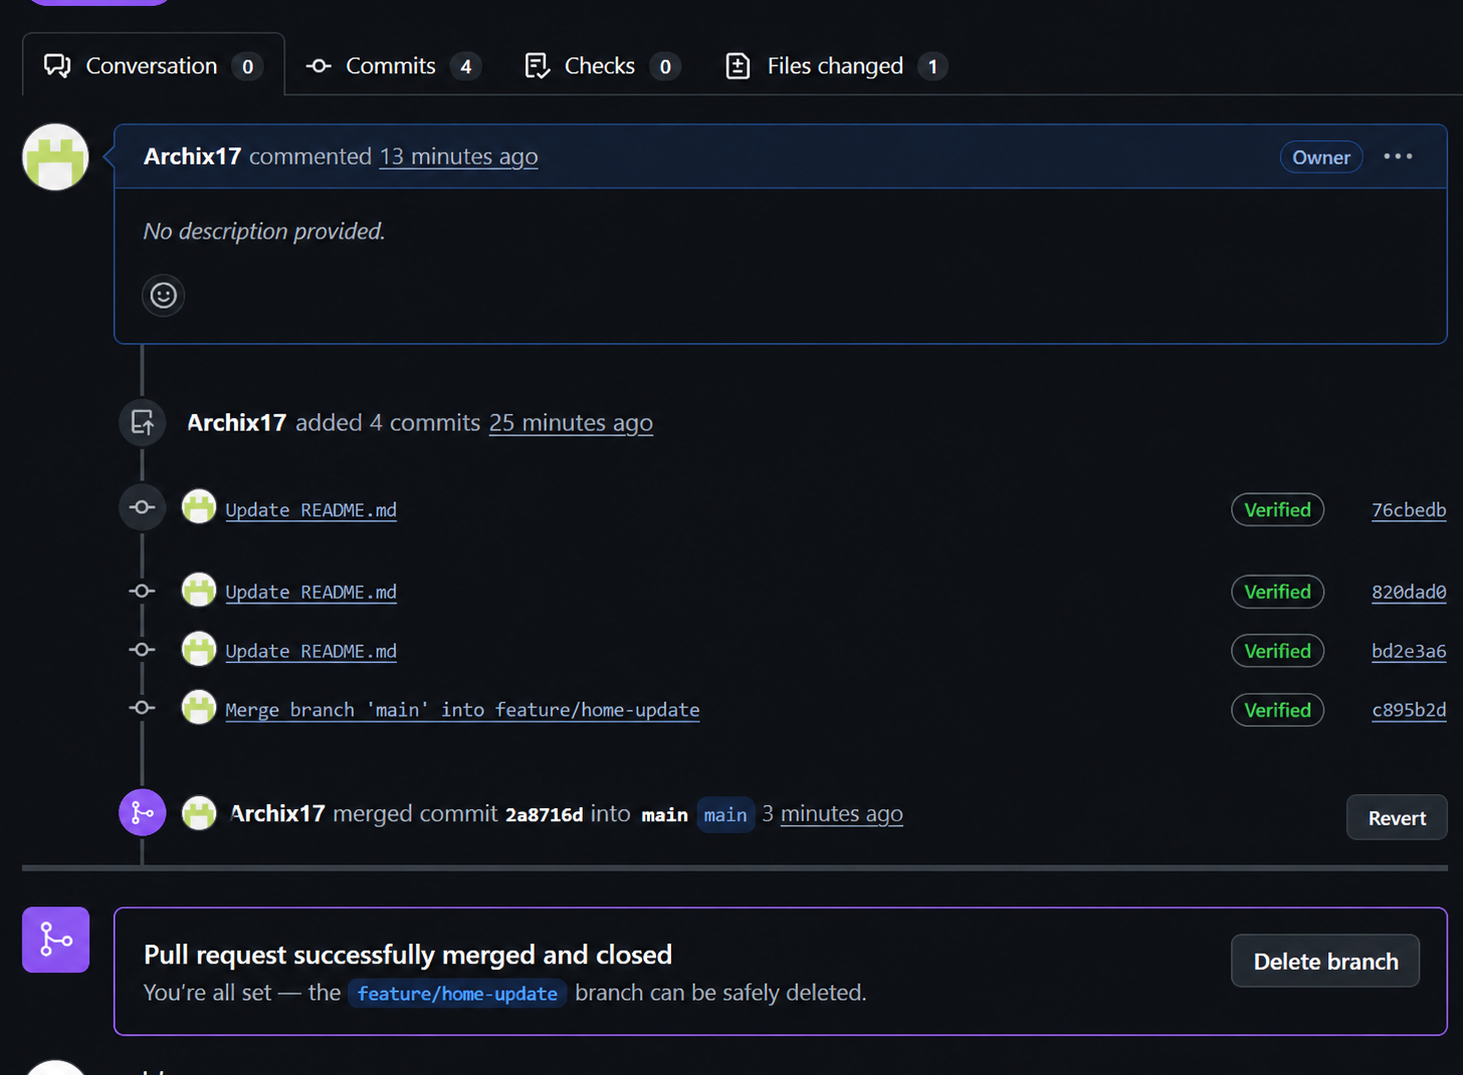 Conversation 0 Commits 4 Checks 0 Files changed 1
Archix17 commented 13 minutes ago Owner
No description provided.
Archix17 added 4 commits 25 minutes ago
Update README.md Verified 76cbedb
Update README.md Verified 820dad0
Update README.md Verified bd2e3a6
Merge branch 'main' into feature/home-update Verified c895b2d
Archix17 merged commit 2a8716d into main main 3 minutes ago Revert
Pull request successfully merged and closed
You're all set — the feature/home-update branch can be safely deleted.
Delete branch